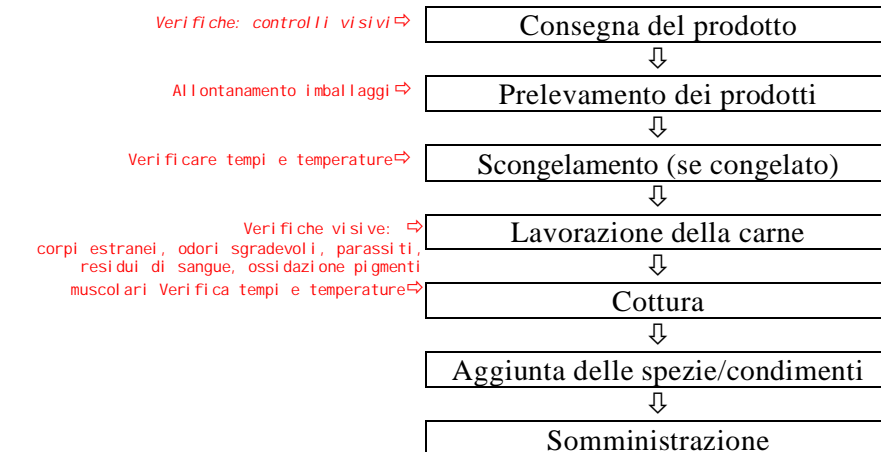 Verifiche: controlli visivi⇨ Consegna del prodotto
⇩
Allontanamento imballaggi⇨ Prelevamento dei prodotti
⇩
Verificare tempi e temperature⇨ Scongelamento (se congelato)
⇩
Verifiche visive: ⇨ Lavorazione della carne
corpi estranei, odori sgradevoli, parassiti,
residui di sangue, ossidazione pigmenti
⇩
muscolari Verifica tempi e temperature⇨ Cottura
⇩
Aggiunta delle spezie/condimenti
⇩
Somministrazione